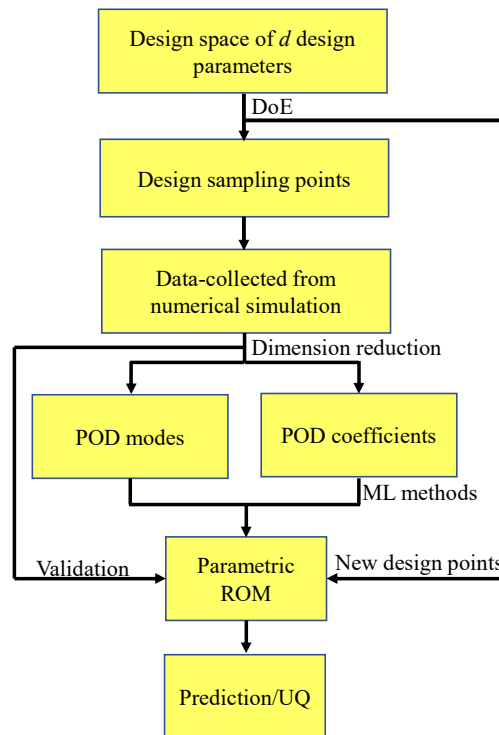 Design space of d design
parameters
DoE
Design sampling points
Data-collected from
numerical simulation
Dimension reduction
POD modes
POD coefficients
ML methods
Validation
Parametric
ROM
New design points
Prediction/UQ